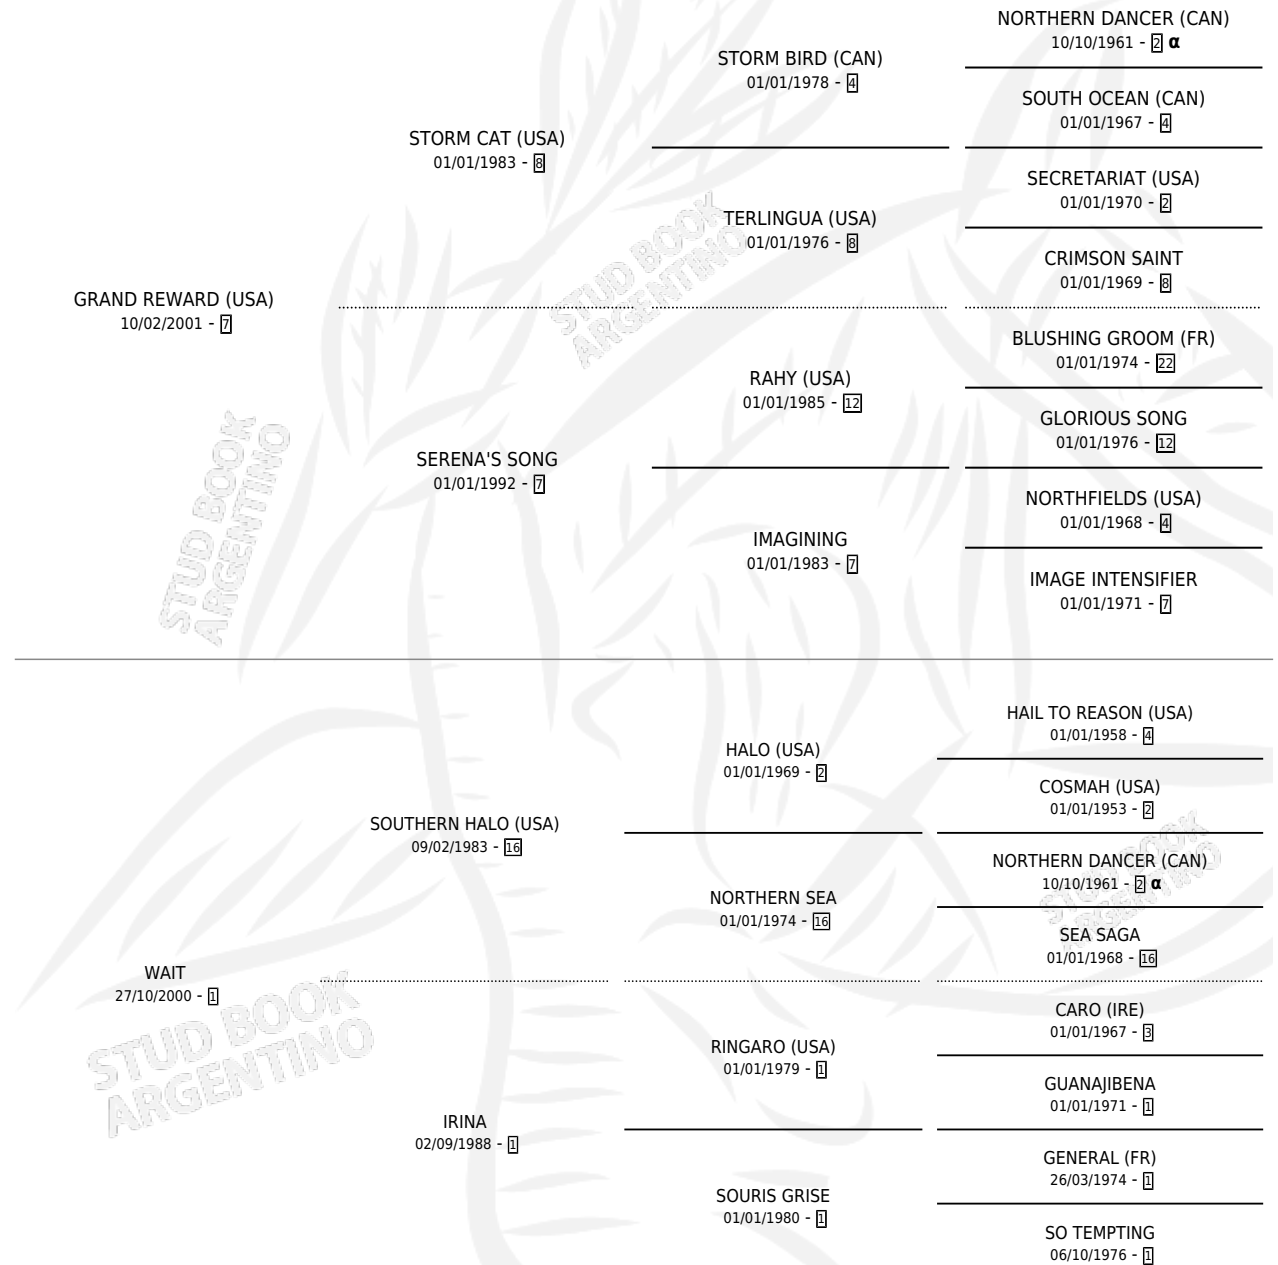 NORTHERN DANCER (CAN)
10/10/1961 - 2 α
STORM BIRD (CAN)
01/01/1978 - 4
SOUTH OCEAN (CAN)
01/01/1967 - 4
STORM CAT (USA)
01/01/1983 - 8
SECRETARIAT (USA)
01/01/1970 - 2
TERLINGUA (USA)
01/01/1976 - 8
CRIMSON SAINT
01/01/1969 - 8
STUD BOOK
ARGENTINO
GRAND REWARD (USA)
10/02/2001 - 7
BLUSHING GROOM (FR)
01/01/1974 - 22
RAHY (USA)
01/01/1985 - 12
GLORIOUS SONG
01/01/1976 - 12
SERENA'S SONG
01/01/1992 - 7
NORTHFIELDS (USA)
01/01/1968 - 4
IMAGINING
01/01/1983 - 7
IMAGE INTENSIFIER
01/01/1971 - 7
STUD BOOK
ARGENTINO
HAIL TO REASON (USA)
01/01/1958 - 4
HALO (USA)
01/01/1969 - 2
COSMAH (USA)
01/01/1953 - 2
SOUTHERN HALO (USA)
09/02/1983 - 16
NORTHERN DANCER (CAN)
10/10/1961 - 2 α
NORTHERN SEA
01/01/1974 - 16
SEA SAGA
01/01/1968 - 16
STUD BOOK
ARGENTINO
WAIT
27/10/2000 - 1
CARO (IRE)
01/01/1967 - 3
RINGARO (USA)
01/01/1979 - 1
GUANAJIBENA
01/01/1971 - 1
STUD BOOK
ARGENTINO
IRINA
02/09/1988 - 1
GENERAL (FR)
26/03/1974 - 1
SOURIS GRISE
01/01/1980 - 1
SO TEMPTING
06/10/1976 - 1